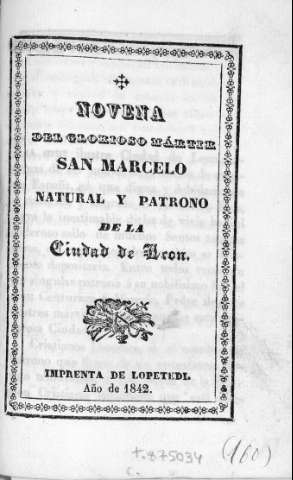 NOVENA
DEL GLORIOSO MÁRTIR
SAN MARCELO
NATURAL Y PATRONO
DE LA
Ciudad de Leon.
IMPRENTA DE LOPETEDI.
Año de 1842.
t.875034
(160)
C.